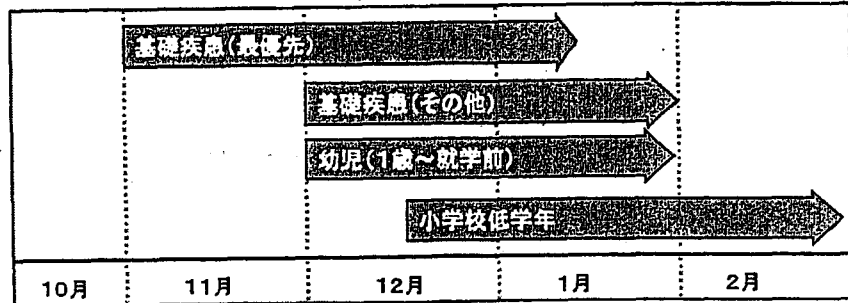 基礎疾患(最優先)
基礎疾患(その他)
幼児(1歳~就学前)
小学校低学年
10月 11月 12月 1月 2月